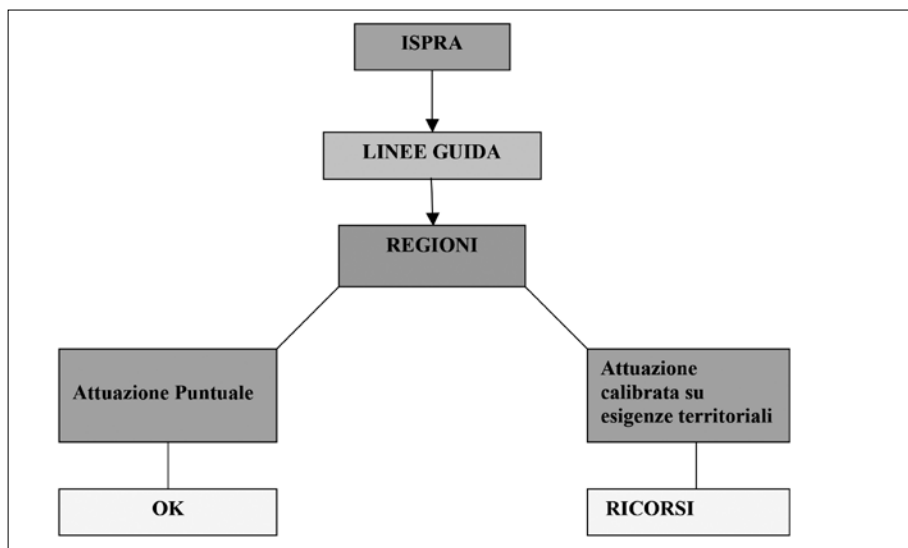 ISPRA
LINEE GUIDA
REGIONI
Attuazione Puntuale
Attuazione
calibrata su
esigenze territoriali
OK
RICORSI